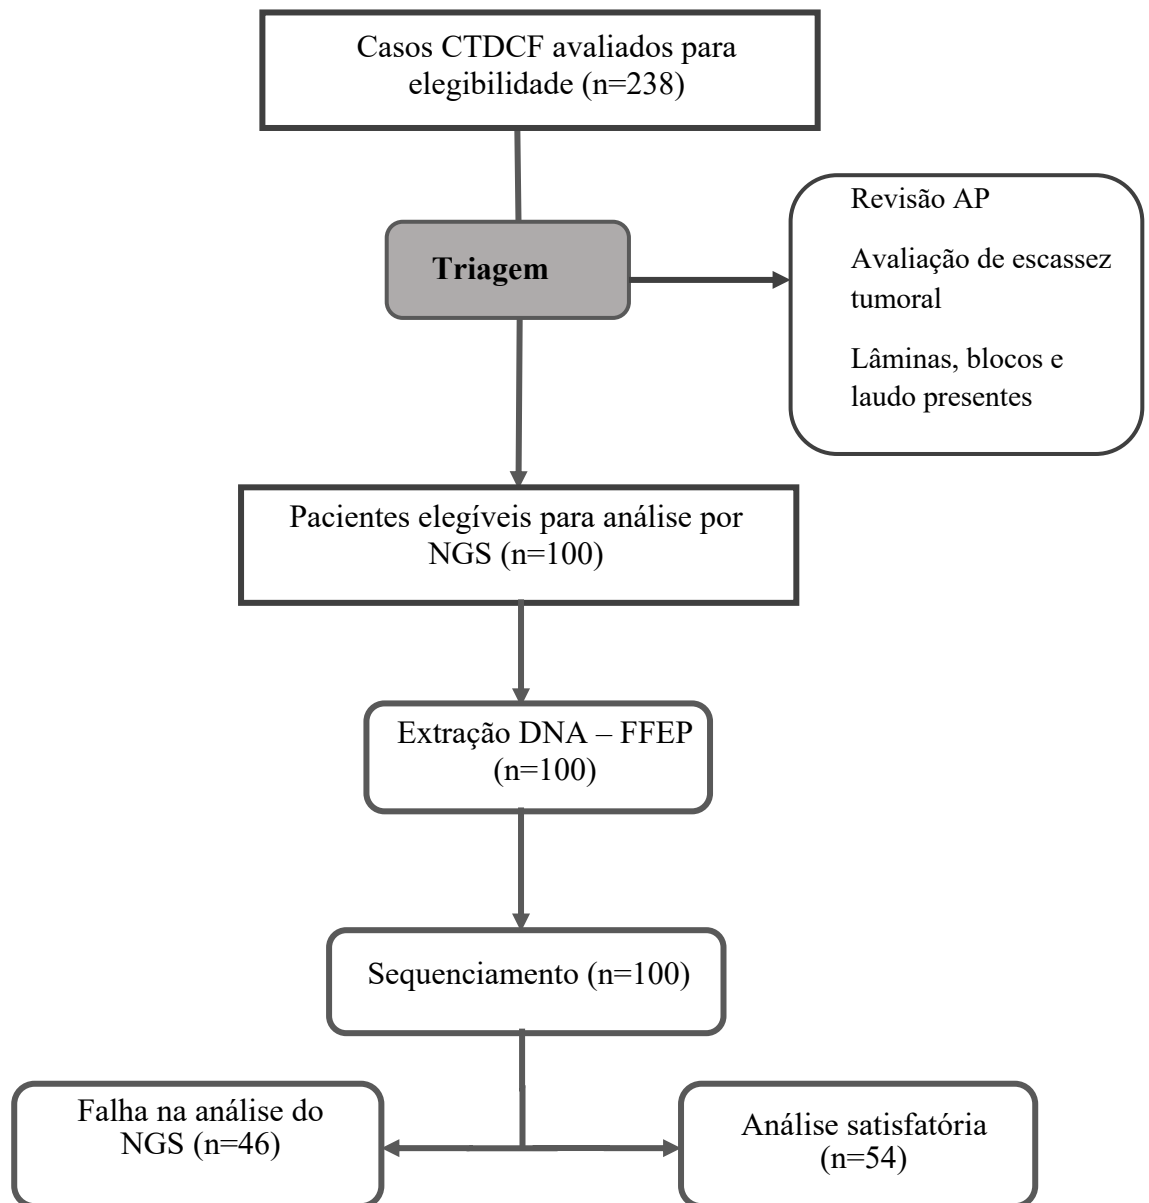 Casos CTDCF avaliados para
elegibilidade (n=238)
Triagem
Revisão AP
Avaliação de escassez
tumoral
Lâminas, blocos e
laudo presentes
Pacientes elegíveis para análise por
NGS (n=100)
Extração DNA – FFEP
(n=100)
Sequenciamento (n=100)
Falha na análise do
NGS (n=46)
Análise satisfatória
(n=54)